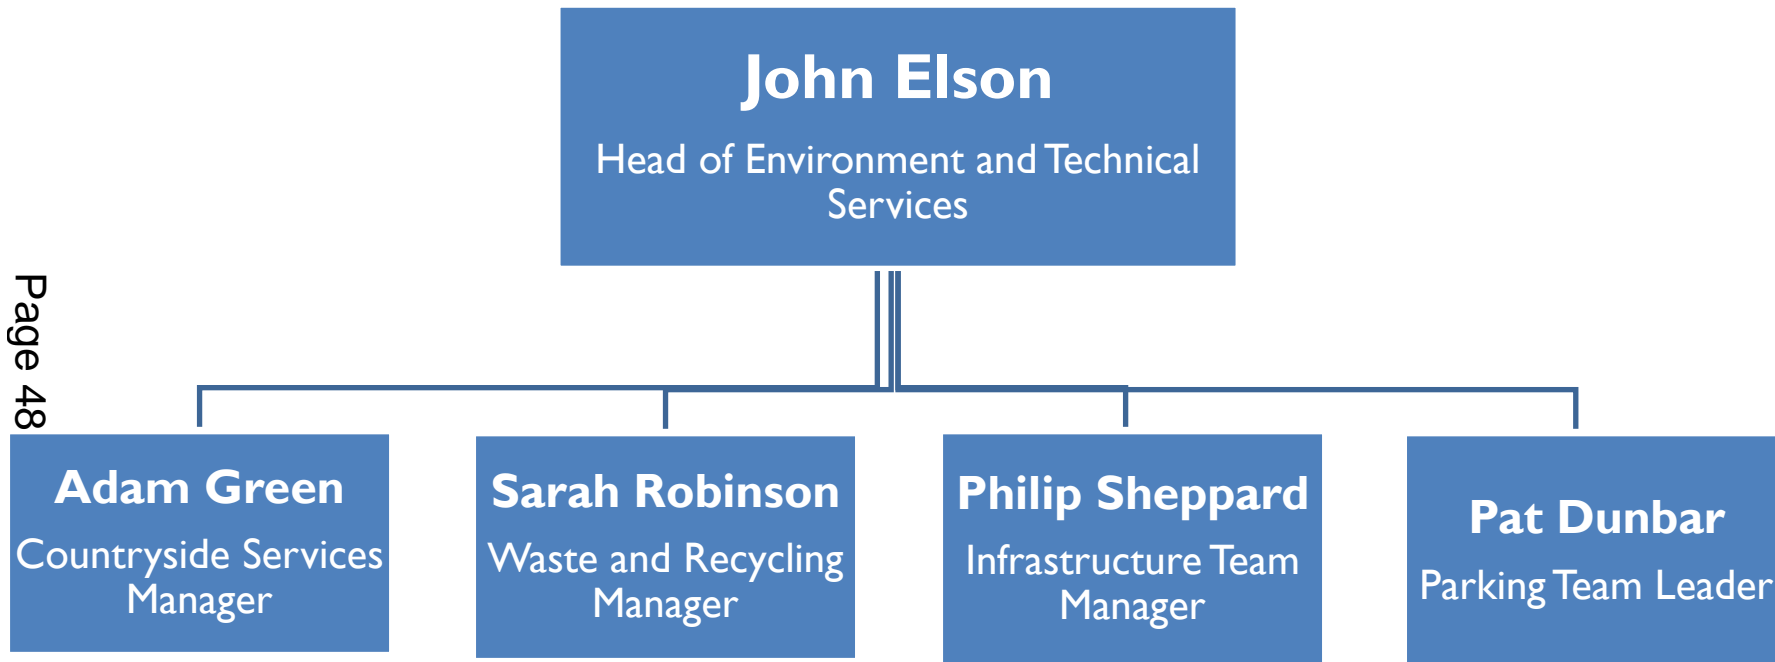 John Elson
Head of Environment and Technical
Services
Page 48
Adam Green
Countryside Services
Manager
Sarah Robinson
Waste and Recycling
Manager
Philip Sheppard
Infrastructure Team
Manager
Pat Dunbar
Parking Team Leader